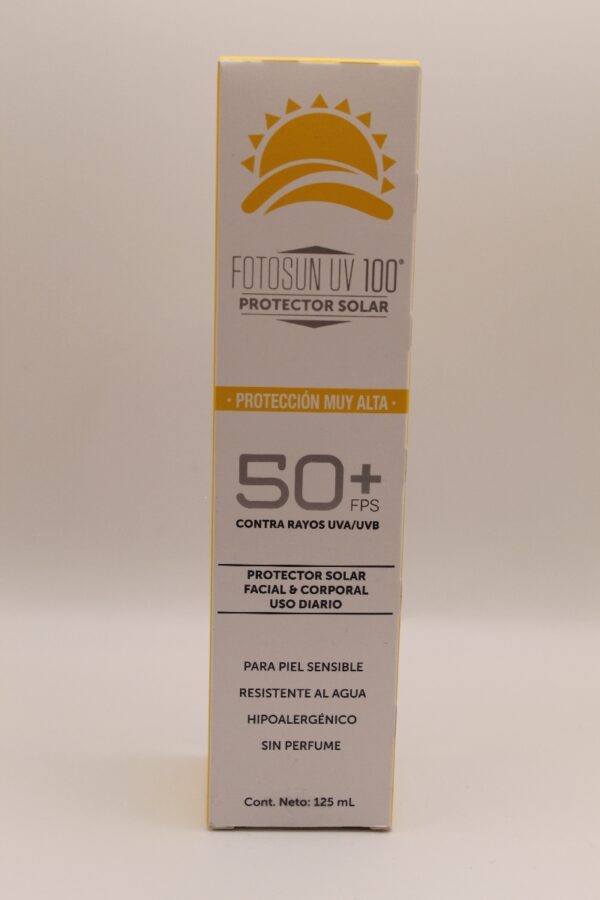 FOTOSUN UV 100®
PROTECTOR SOLAR
· PROTECCIÓN MUY ALTA ·
50+
FPS
CONTRA RAYOS UVA/UVB
PROTECTOR SOLAR
FACIAL & CORPORAL
USO DIARIO
PARA PIEL SENSIBLE
RESISTENTE AL AGUA
HIPOALERGÉNICO
SIN PERFUME
Cont. Neto: 125 mL